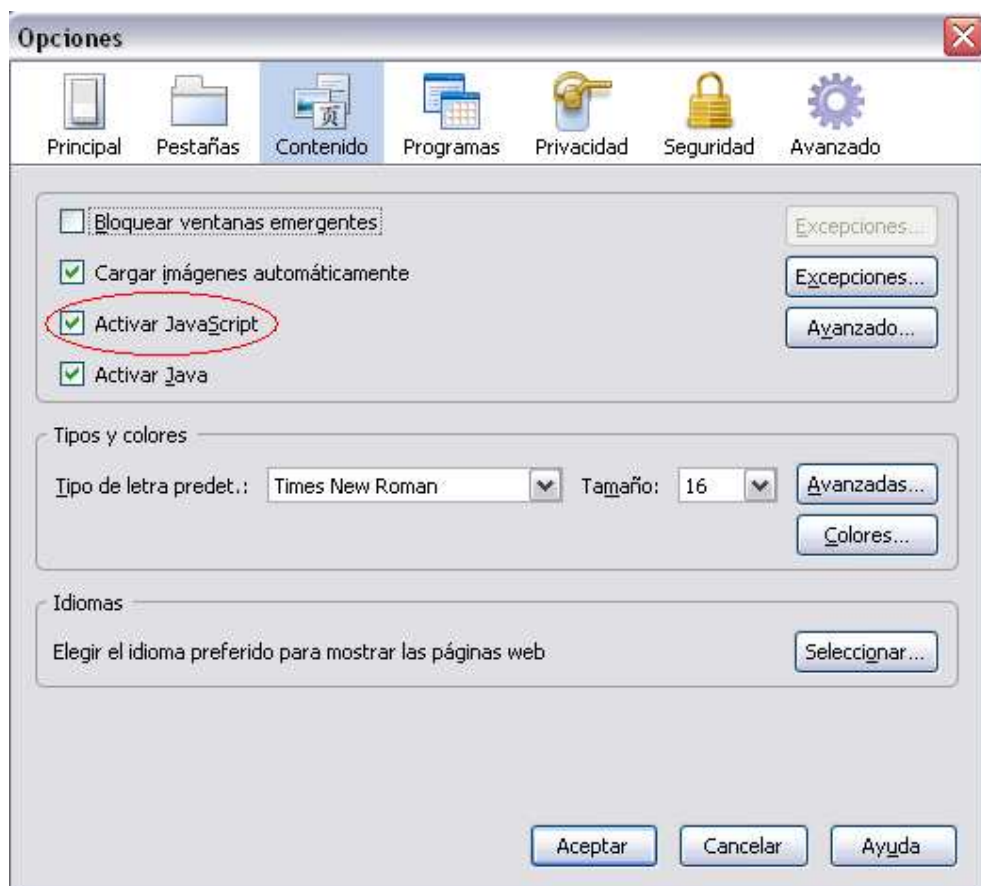 Opciones
Principal Pestañas Contenido Programas Privacidad Seguridad Avanzado
Bloquear ventanas emergentes Excepciones...
Cargar imágenes automáticamente Excepciones...
Activar JavaScript Avanzado...
Activar Java
Tipos y colores
Tipo de letra predet.: Times New Roman Tamaño: 16 Avanzadas...
Colores...
Idiomas
Elegir el idioma preferido para mostrar las páginas web Seleccionar...
Aceptar Cancelar Ayuda